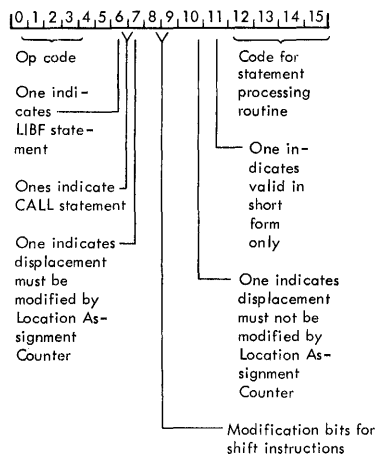 0 1 2 3 4 5 6 7 8 9 10 11 12 13 14 15
Op code
One indi-
cates
LIBF state-
ment
Ones indicate
CALL statement
One indicates
displacement
must be
modified by
Location As-
signment
Counter
Code for
statement
processing
routine
One in-
dicates
valid in
short
form
only
One indicates
displacement
must not be
modified by
Location As-
signment
Counter
Modification bits for
shift instructions